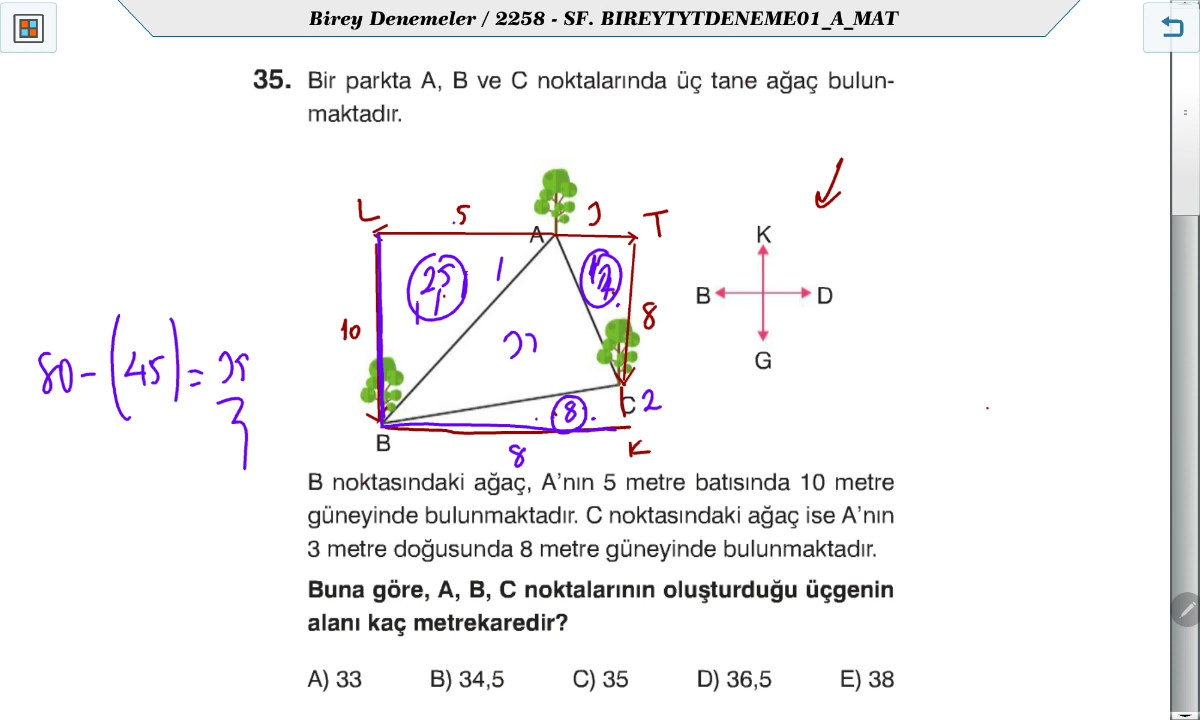 Birey Denemeler / 2258 - SF. BIREYTYTDENEME01_A_MAT
35. Bir parkta A, B ve C noktalarında üç tane ağaç bulun-
maktadır.
L 5 3 T
A
K
B D
G
25
10
8
80 - (45) = 35
C 2
8
B
8
K
B noktasındaki ağaç, A'nın 5 metre batısında 10 metre
güneyinde bulunmaktadır. C noktasındaki ağaç ise A'nın
3 metre doğusunda 8 metre güneyinde bulunmaktadır.
Buna göre, A, B, C noktalarının oluşturduğu üçgenin
alanı kaç metrekaredir?
A) 33 B) 34,5 C) 35 D) 36,5 E) 38